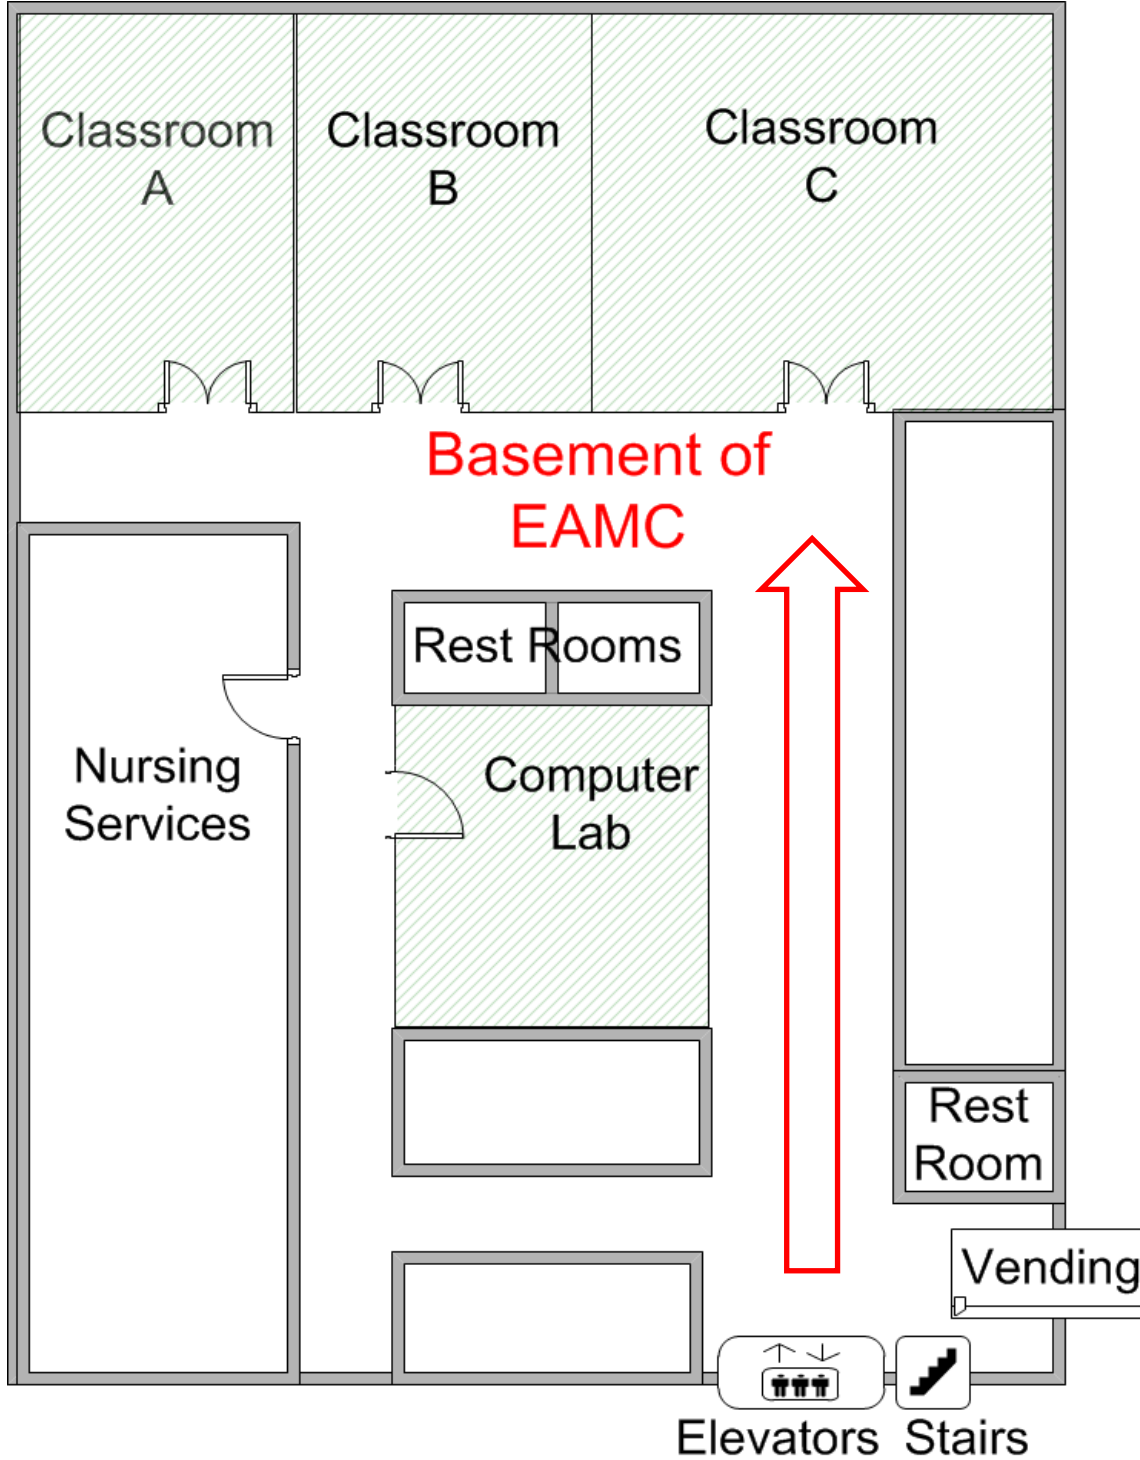 Classroom
A
Classroom
B
Classroom
C
Basement of
EAMC
Rest Rooms
Nursing
Services
Computer
Lab
Rest
Room
Vending
Elevators
Stairs